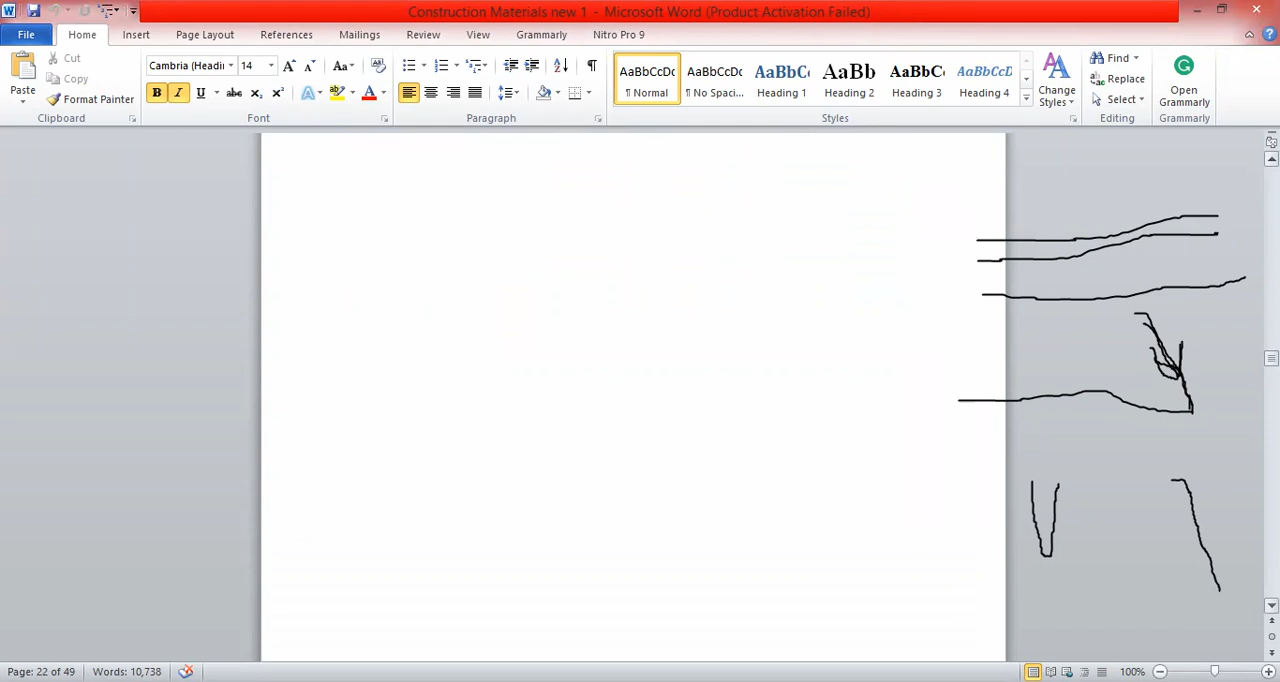 Construction Materials new 1 - Microsoft Word (Product Activation Failed)
File Home Insert Page Layout References Mailings Review View Grammarly Nitro Pro 9
Paste
Cut
Copy
Format Painter
Clipboard
Cambria (Headi 14
Font
Paragraph
AaBbCcDc AaBbCcDc AaBbCc AaBb AaBbCc AaBbCcD
¶ Normal ¶ No Spaci... Heading 1 Heading 2 Heading 3 Heading 4
Change Styles
Styles
Find
Replace
Select
Editing
Open Grammarly
Grammarly
Page: 22 of 49 Words: 10,738 100%